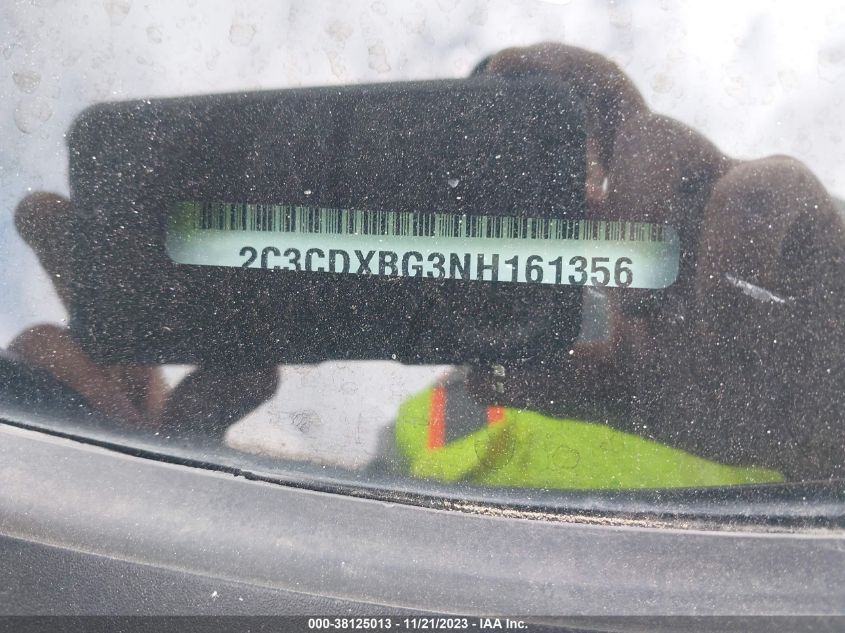 2C3CDXBG3NH161356
000-38125013 - 11/21/2023 - IAA Inc.